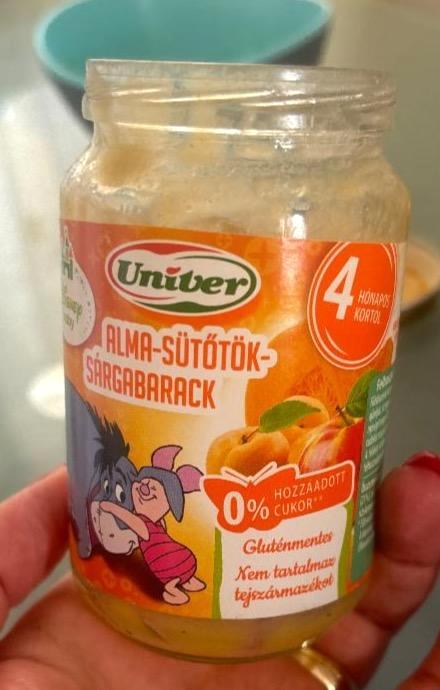 Univer
4
HÓNAPOS
KORTÓL
ALMA-SÜTŐTÖK-
SÁRGABARACK
0%
HOZZÁADOTT
CUKOR**
Gluténmentes
Nem tartalmaz
tejszármazékot